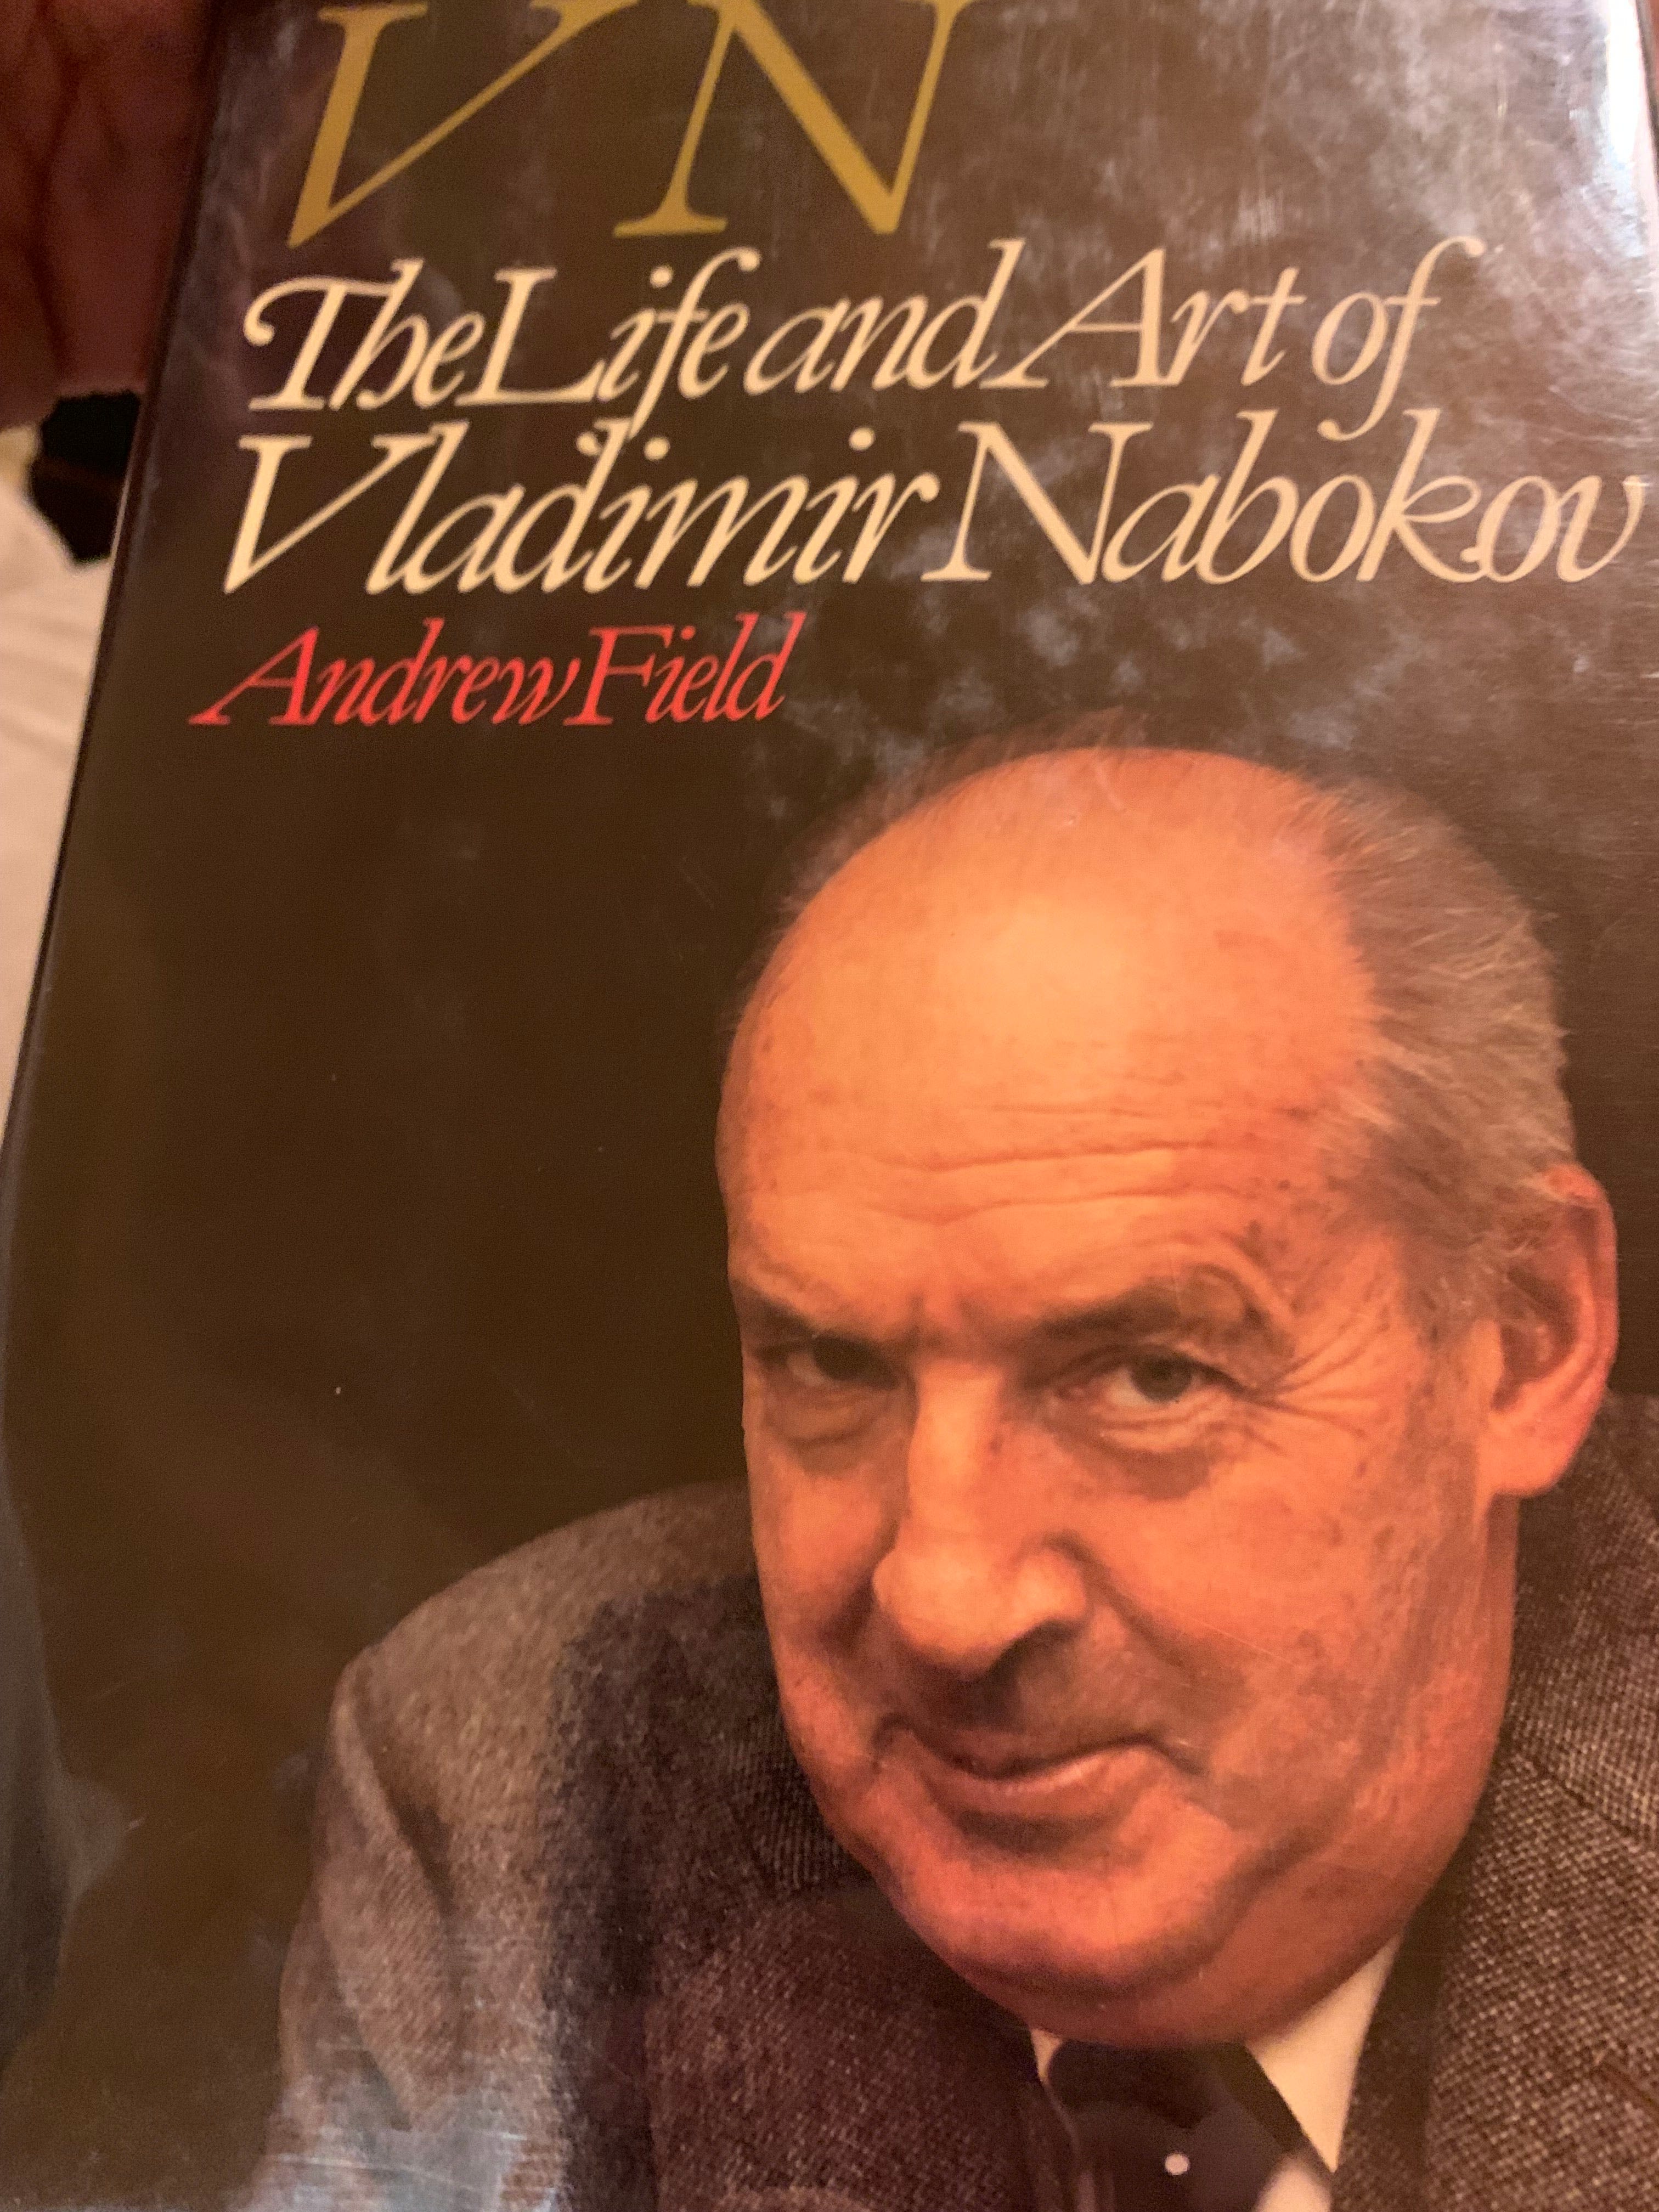 VN
The Life and Art of
Vladimir Nabokov
Andrew Field